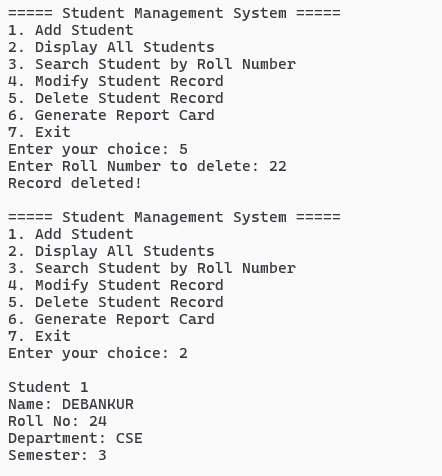 ===== Student Management System =====
1. Add Student
2. Display All Students
3. Search Student by Roll Number
4. Modify Student Record
5. Delete Student Record
6. Generate Report Card
7. Exit
Enter your choice: 5
Enter Roll Number to delete: 22
Record deleted!

===== Student Management System =====
1. Add Student
2. Display All Students
3. Search Student by Roll Number
4. Modify Student Record
5. Delete Student Record
6. Generate Report Card
7. Exit
Enter your choice: 2

Student 1
Name: DEBANKUR
Roll No: 24
Department: CSE
Semester: 3